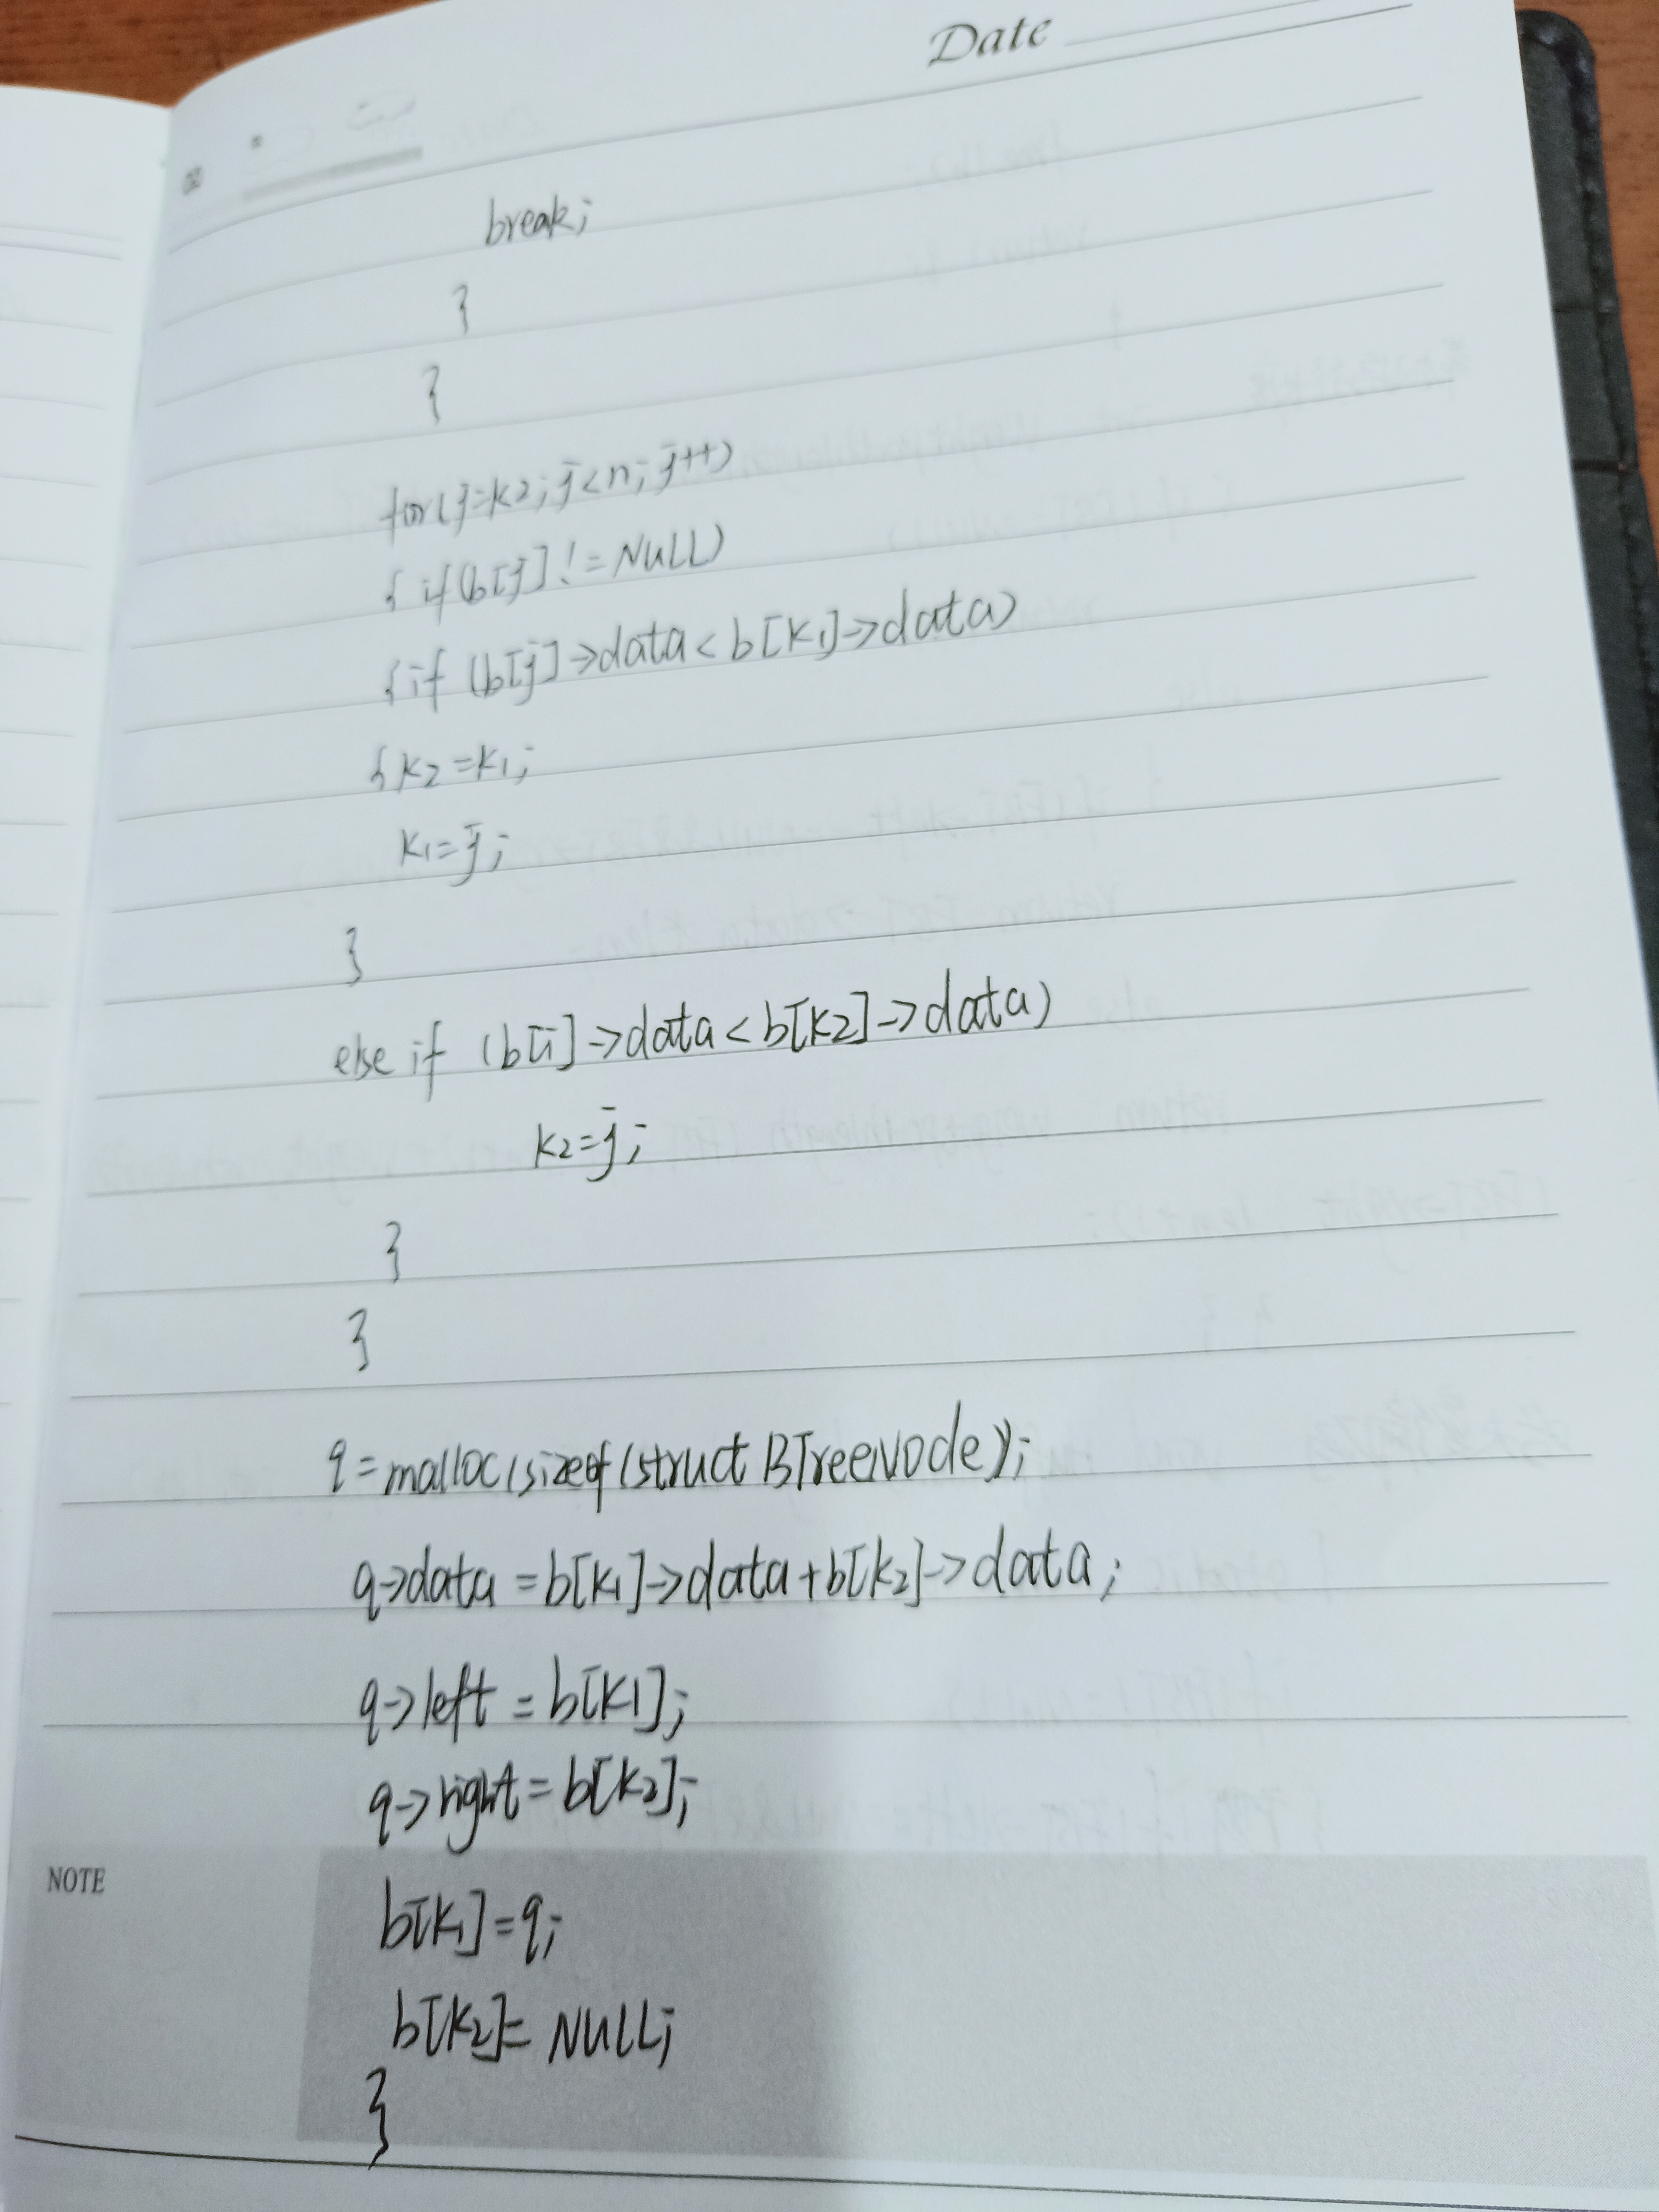 Date
break;
}
}
for(j=k2;j<n;j++)
{ if(b[j]!=NULL)
{if (b[j]->data<b[k1]->data)
{k2=k1;
k1=j;
}
else if (b[i]->data<b[k2]->data)
k2=j;
}
}
q=malloc(sizeof(struct BTreeNode));
q->data=b[k1]->data+b[k2]->data;
q->left=b[k1];
q->right=b[k2];
NOTE
b[k1]=q;
b[k2]=NULL;
}